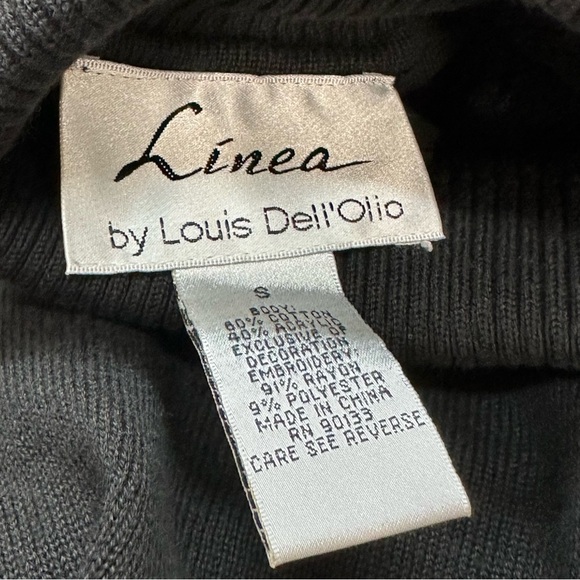 Linea
by Louis Dell'Olio
S
BODY:
60% COTTON
40% ACRYLIC
EXCLUSIVE OF
DECORATION
EMBROIDERY:
91% RAYON
9% POLYESTER
MADE IN CHINA
RN 90133
CARE SEE REVERSE